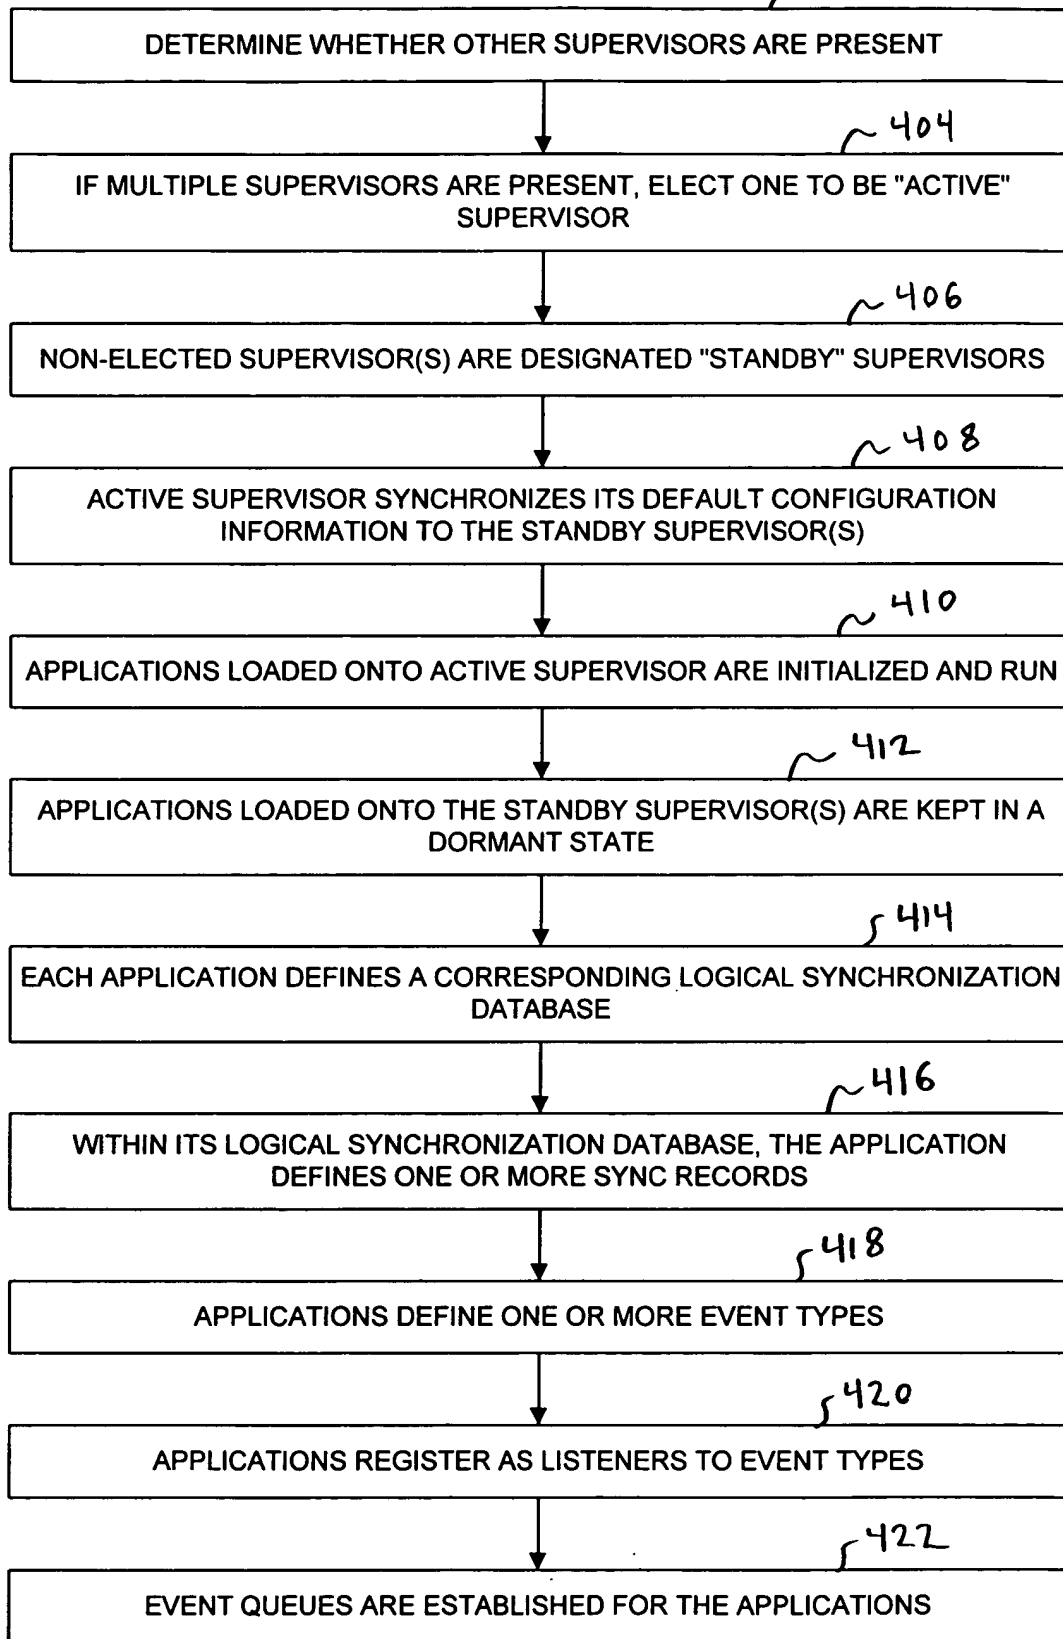 DETERMINE WHETHER OTHER SUPERVISORS ARE PRESENT
404
IF MULTIPLE SUPERVISORS ARE PRESENT, ELECT ONE TO BE "ACTIVE"
SUPERVISOR
406
NON-ELECTED SUPERVISOR(S) ARE DESIGNATED "STANDBY" SUPERVISORS
408
ACTIVE SUPERVISOR SYNCHRONIZES ITS DEFAULT CONFIGURATION
INFORMATION TO THE STANDBY SUPERVISOR(S)
410
APPLICATIONS LOADED ONTO ACTIVE SUPERVISOR ARE INITIALIZED AND RUN
412
APPLICATIONS LOADED ONTO THE STANDBY SUPERVISOR(S) ARE KEPT IN A
DORMANT STATE
414
EACH APPLICATION DEFINES A CORRESPONDING LOGICAL SYNCHRONIZATION
DATABASE
416
WITHIN ITS LOGICAL SYNCHRONIZATION DATABASE, THE APPLICATION
DEFINES ONE OR MORE SYNC RECORDS
418
APPLICATIONS DEFINE ONE OR MORE EVENT TYPES
420
APPLICATIONS REGISTER AS LISTENERS TO EVENT TYPES
422
EVENT QUEUES ARE ESTABLISHED FOR THE APPLICATIONS